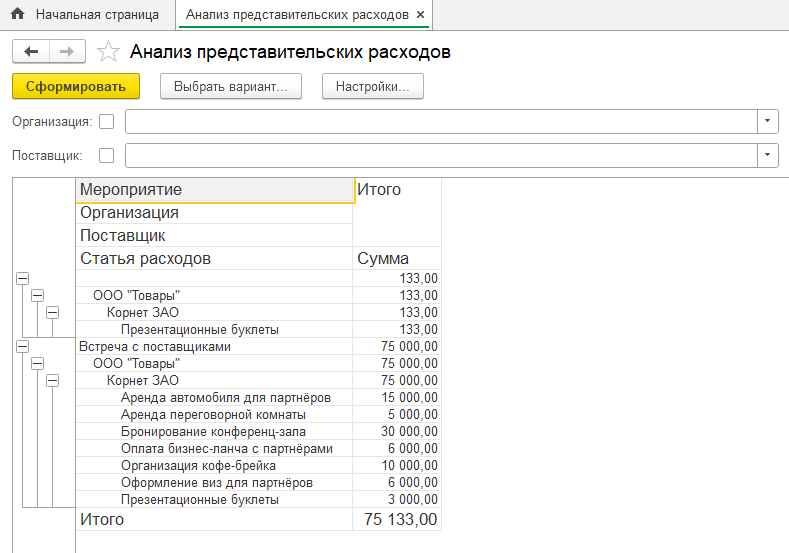 Начальная страница Анализ представительских расходов ×
Анализ представительских расходов
Сформировать Выбрать вариант... Настройки...
Организация:
Поставщик:
Мероприятие Итого
Организация
Поставщик
Статья расходов Сумма
133,00
ООО "Товары" 133,00
Корнет ЗАО 133,00
Презентационные буклеты 133,00
Встреча с поставщиками 75 000,00
ООО "Товары" 75 000,00
Корнет ЗАО 75 000,00
Аренда автомобиля для партнёров 15 000,00
Аренда переговорной комнаты 5 000,00
Бронирование конференц-зала 30 000,00
Оплата бизнес-ланча с партнёрами 6 000,00
Организация кофе-брейка 10 000,00
Оформление виз для партнёров 6 000,00
Презентационные буклеты 3 000,00
Итого 75 133,00